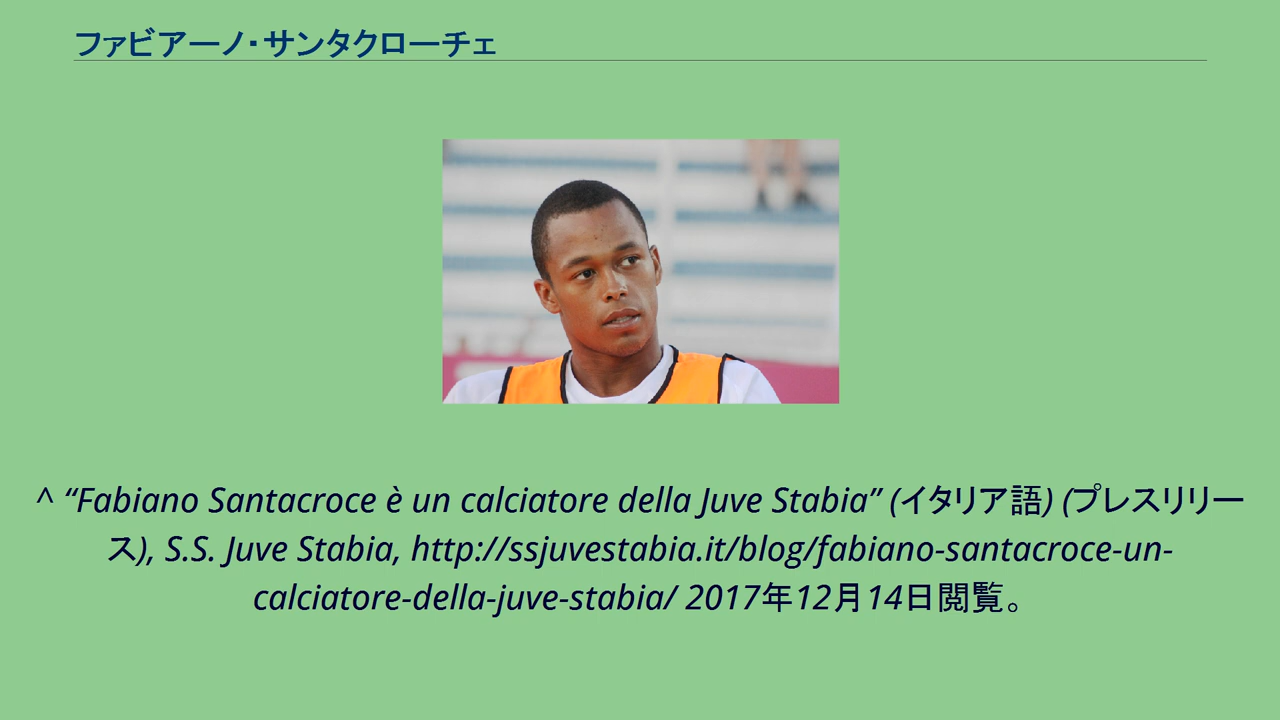 ファビアーノ・サンタクローチェ
^ “Fabiano Santacroce è un calciatore della Juve Stabia” (イタリア語) (プレスリリー
ス), S.S. Juve Stabia, http://ssjuvestabia.it/blog/fabiano-santacroce-un-
calciatore-della-juve-stabia/ 2017年12月14日閲覧。